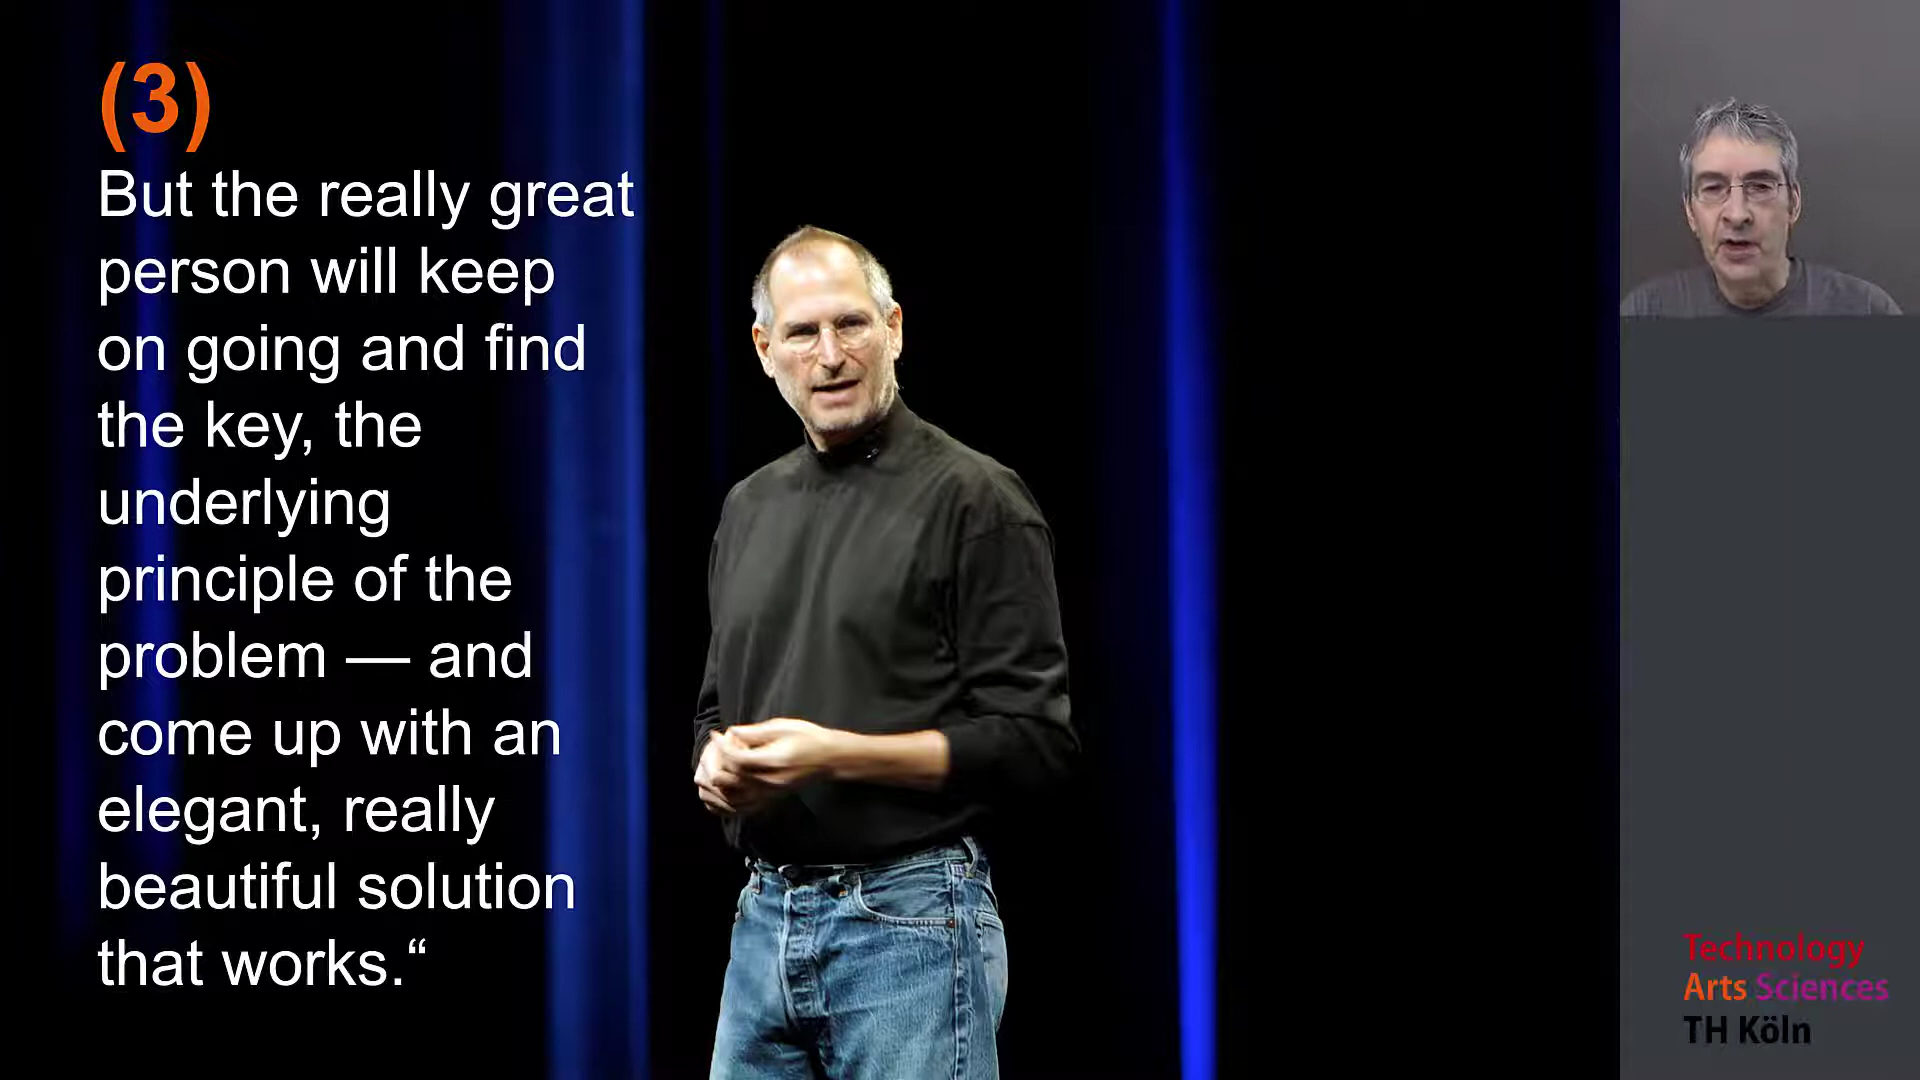 (3)
But the really great
person will keep
on going and find
the key, the
underlying
principle of the
problem — and
come up with an
elegant, really
beautiful solution
that works.“
Technology
Arts Sciences
TH Köln